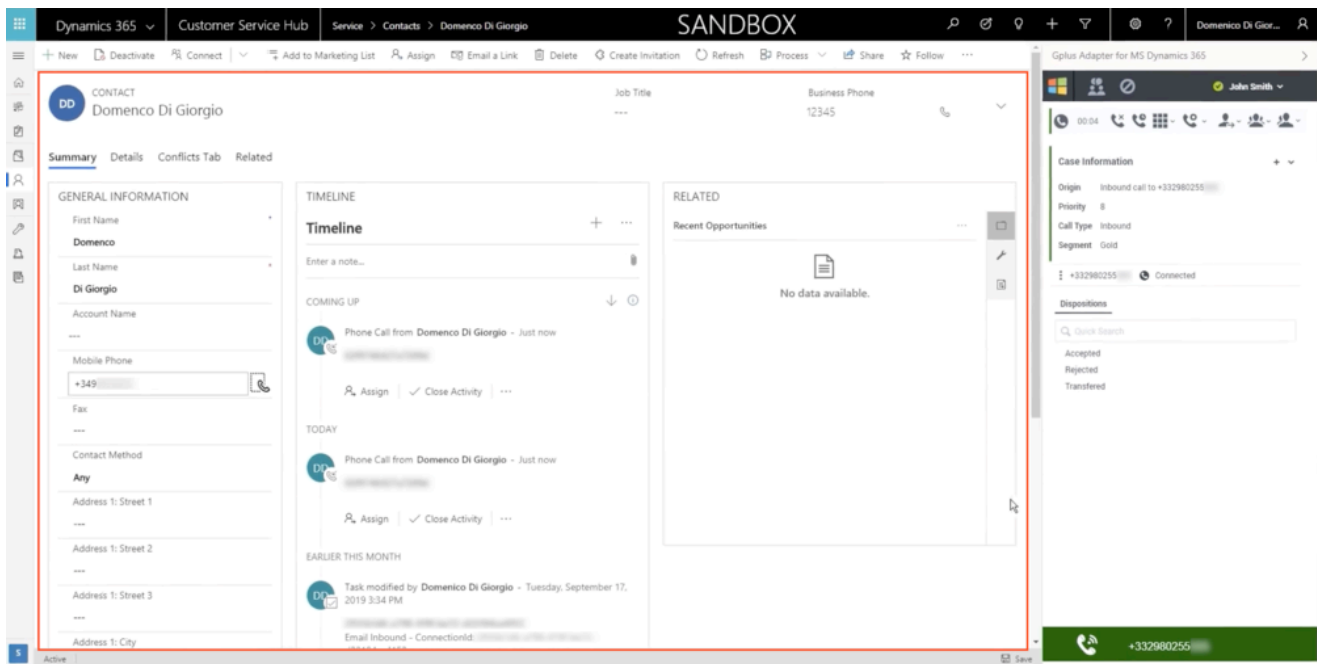 Dynamics 365
Customer Service Hub
Service > Contacts > Domenco Di Giorgio
SANDBOX
Domenico Di Gior...
+ New
Deactivate
Connect
Add to Marketing List
Assign
Email a Link
Delete
Create Invitation
Refresh
Process
Share
Follow
Gplus Adapter for MS Dynamics 365
DD
CONTACT
Domenco Di Giorgio
Job Title
---
Business Phone
12345
Summary
Details
Conflicts Tab
Related
GENERAL INFORMATION
First Name *
Domenco
Last Name *
Di Giorgio
Account Name
---
Mobile Phone
+349
Fax
---
Contact Method
Any
Address 1: Street 1
---
Address 1: Street 2
---
Address 1: Street 3
---
Address 1: City
TIMELINE
Timeline
Enter a note...
COMING UP
DD
Phone Call from Domenco Di Giorgio - Just now
Assign
Close Activity
TODAY
DD
Phone Call from Domenco Di Giorgio - Just now
Assign
Close Activity
EARLIER THIS MONTH
DD
Task modified by Domenico Di Giorgio - Tuesday, September 17,
2019 3:34 PM
Email Inbound - ConnectionId:
RELATED
Recent Opportunities
No data available.
John Smith
00:04
Case Information
Origin Inbound call to +332980255
Priority 8
Call Type Inbound
Segment Gold
+332980255
Connected
Dispositions
Quick Search
Accepted
Rejected
Transfered
+332980255
S
Active
Save